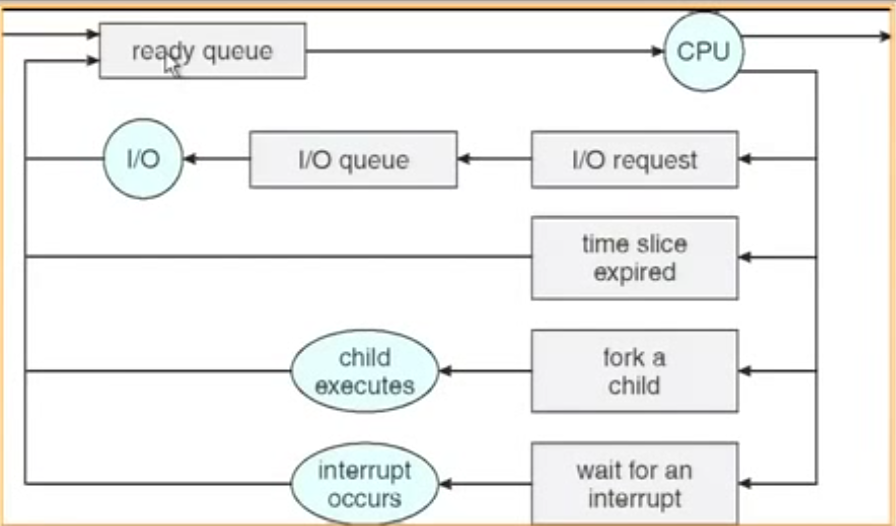 ready queue
CPU
I/O
I/O queue
I/O request
time slice
expired
child
executes
fork a
child
interrupt
occurs
wait for an
interrupt